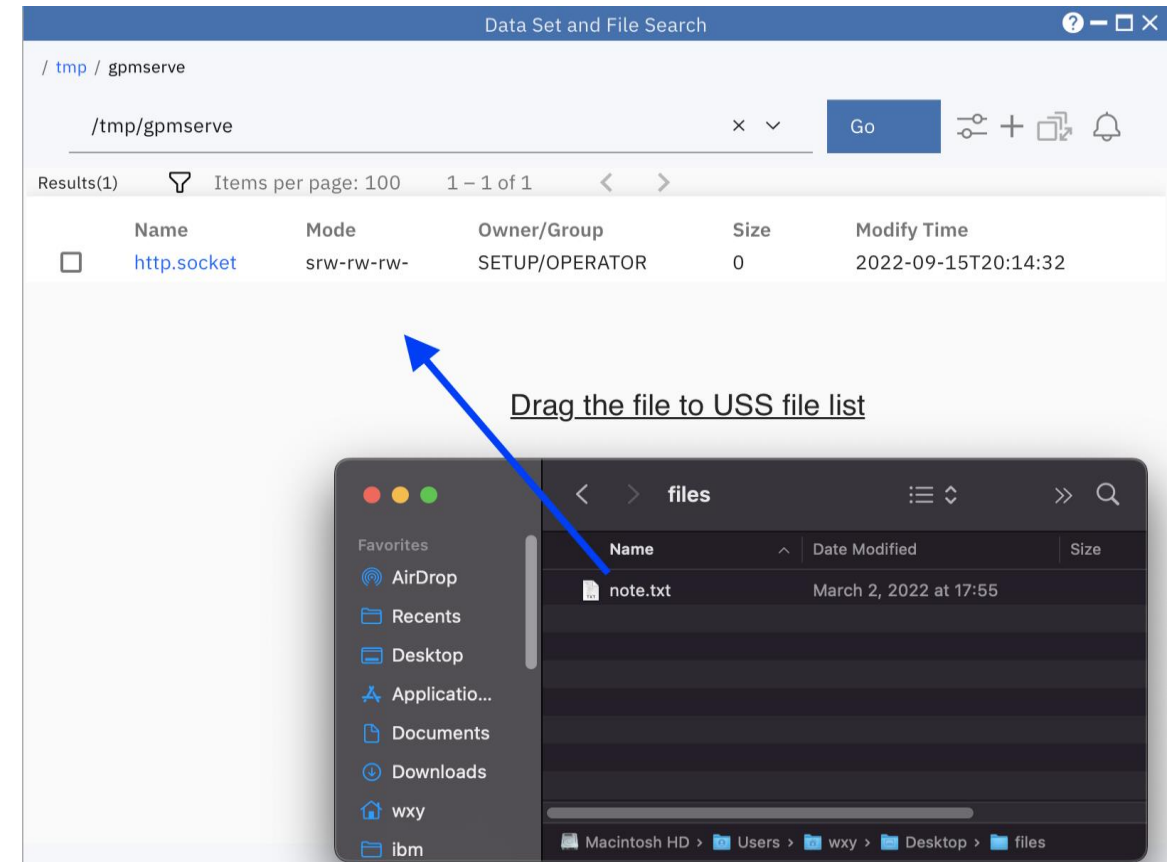 Data Set and File Search
/ tmp / gpmserve
/tmp/gpmserve
Go
Results(1) Items per page: 100 1 – 1 of 1
Name Mode Owner/Group Size Modify Time
http.socket srw-rw-rw- SETUP/OPERATOR 0 2022-09-15T20:14:32
Drag the file to USS file list
files
Favorites
AirDrop
Recents
Desktop
Applicatio...
Documents
Downloads
wxy
ibm
Name Date Modified Size
note.txt March 2, 2022 at 17:55
Macintosh HD › Users › wxy › Desktop › files